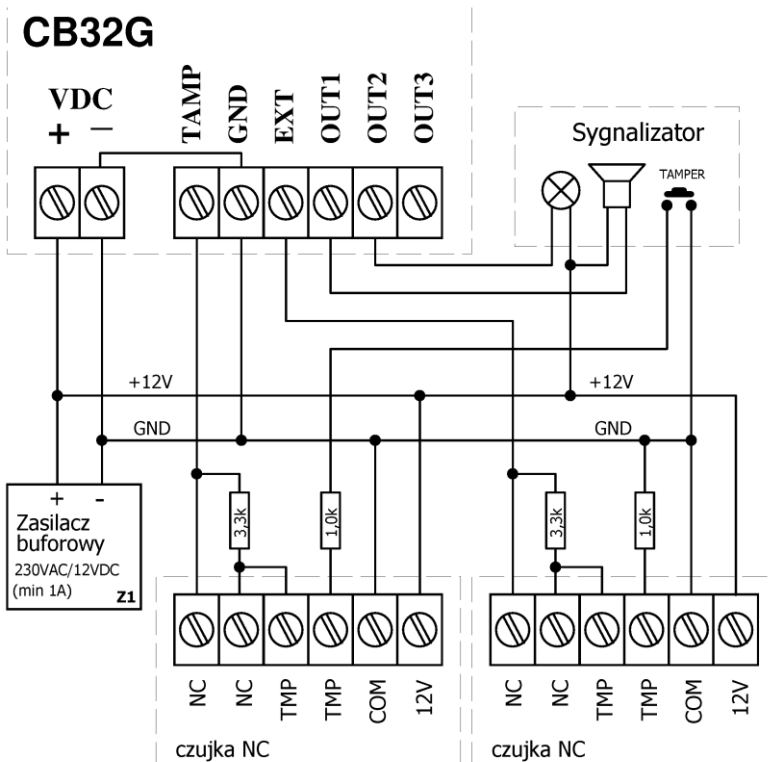 CB32G
VDC
+ −
TAMP
GND
EXT
OUT1
OUT2
OUT3
Sygnalizator
TAMPER
+12V
+12V
GND
GND
+ -
Zasilacz
buforowy
230VAC/12VDC
(min 1A)
Z1
3,3k
1,0k
3,3k
1,0k
NC
NC
TMP
TMP
COM
12V
NC
NC
TMP
TMP
COM
12V
czujka NC
czujka NC